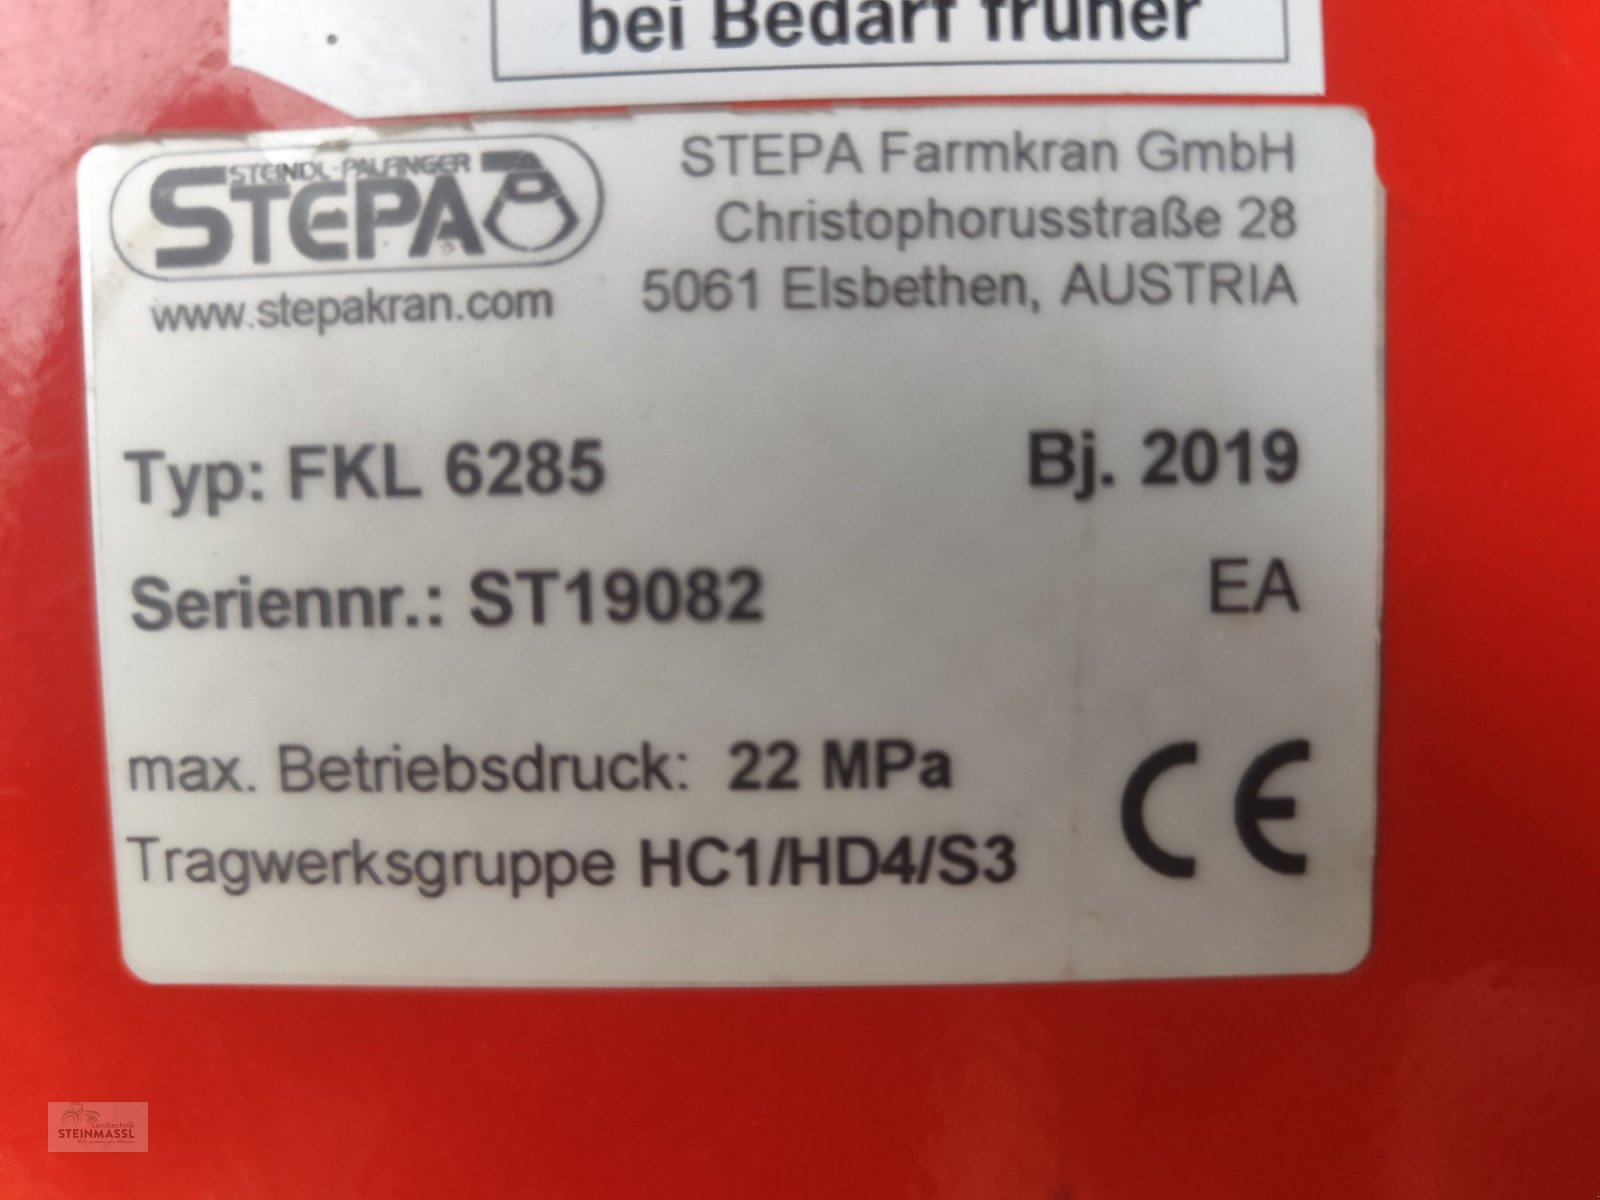 bei Bedarf früher
STEINDL-PALFINGER
STEPA
www.stepakran.com
STEPA Farmkran GmbH
Christophorusstraße 28
5061 Elsbethen, AUSTRIA
Typ: FKL 6285
Bj. 2019
Seriennr.: ST19082
EA
max. Betriebsdruck: 22 MPa
Tragwerksgruppe HC1/HD4/S3
CE
Landtechnik
STEINMASSL